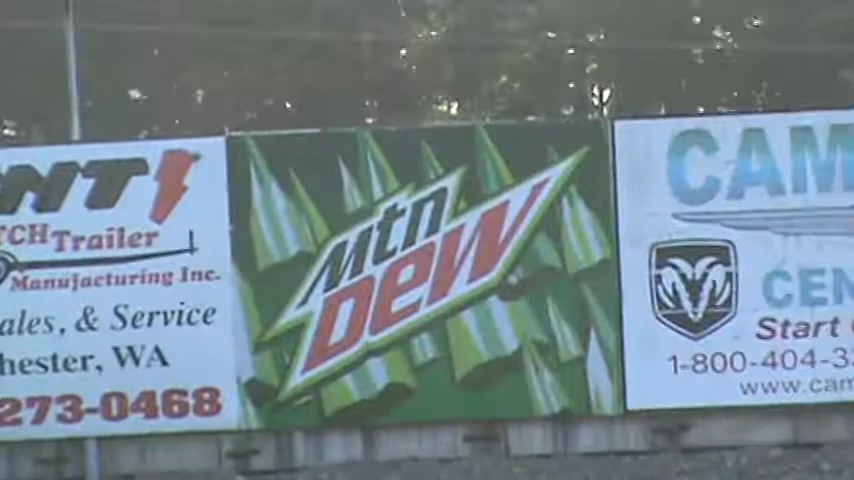 TCH Trailer
Manufacturing Inc.
ales, & Service
hester, WA
273-0468
Mtn
DEW
CAM
CEN
Start
1-800-404-3
www.cam